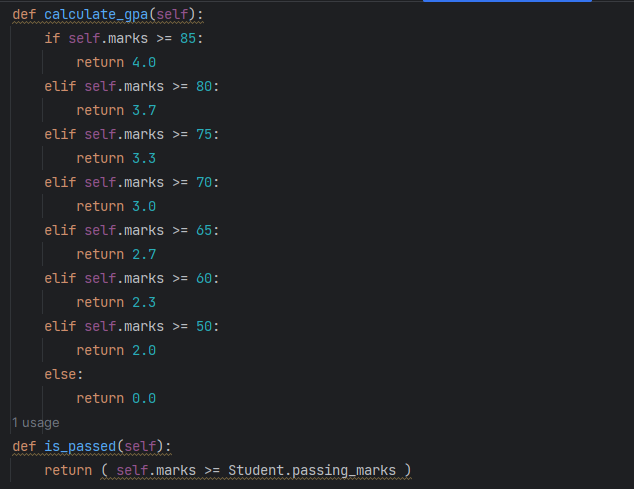 def calculate_gpa(self):
    if self.marks >= 85:
        return 4.0
    elif self.marks >= 80:
        return 3.7
    elif self.marks >= 75:
        return 3.3
    elif self.marks >= 70:
        return 3.0
    elif self.marks >= 65:
        return 2.7
    elif self.marks >= 60:
        return 2.3
    elif self.marks >= 50:
        return 2.0
    else:
        return 0.0
1 usage
def is_passed(self):
    return ( self.marks >= Student.passing_marks )